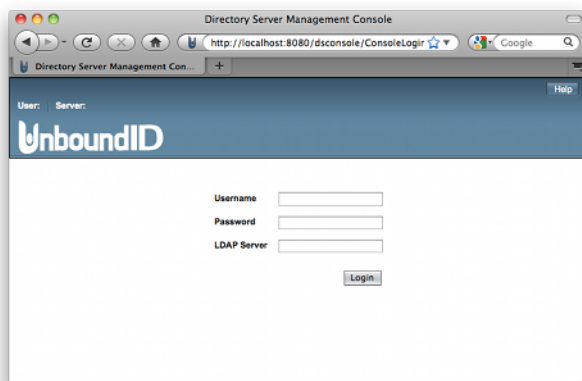 Directory Server Management Console
http://localhost:8080/dsconsole/ConsoleLogir
Google
Directory Server Management Con...
Help
User: Server:
UnboundID
Username
Password
LDAP Server
Login